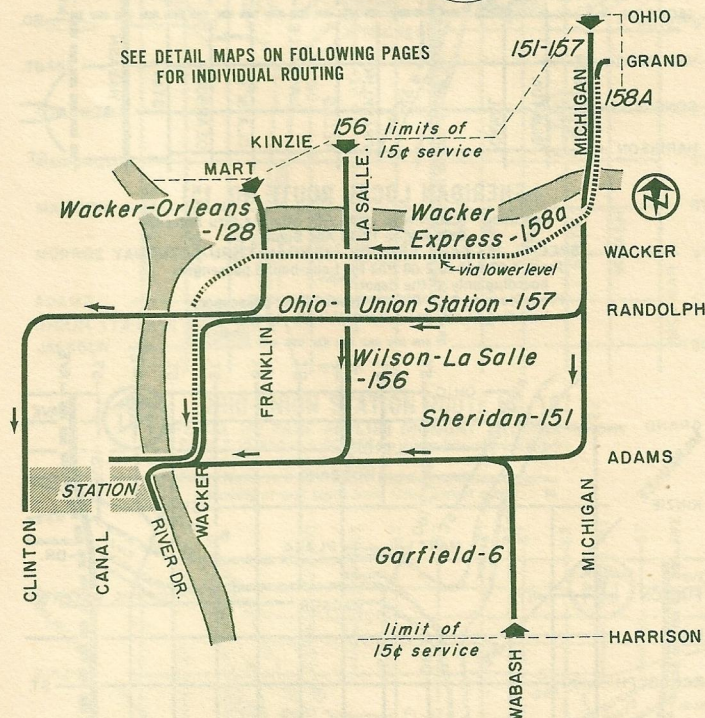 OHIO
151-157
SEE DETAIL MAPS ON FOLLOWING PAGES
FOR INDIVIDUAL ROUTING
GRAND
MICHIGAN
158A
156
limits of
15¢ service
KINZIE
MART
LA SALLE
Wacker-Orleans
-128
Wacker
Express-158a
N
WACKER
via lower level
Ohio- Union Station-157
RANDOLPH
FRANKLIN
Wilson-La Salle
-156
Sheridan-151
ADAMS
STATION
WACKER
MICHIGAN
CLINTON
CANAL
RIVER DR.
Garfield-6
limit of
15¢ service
HARRISON
WABASH